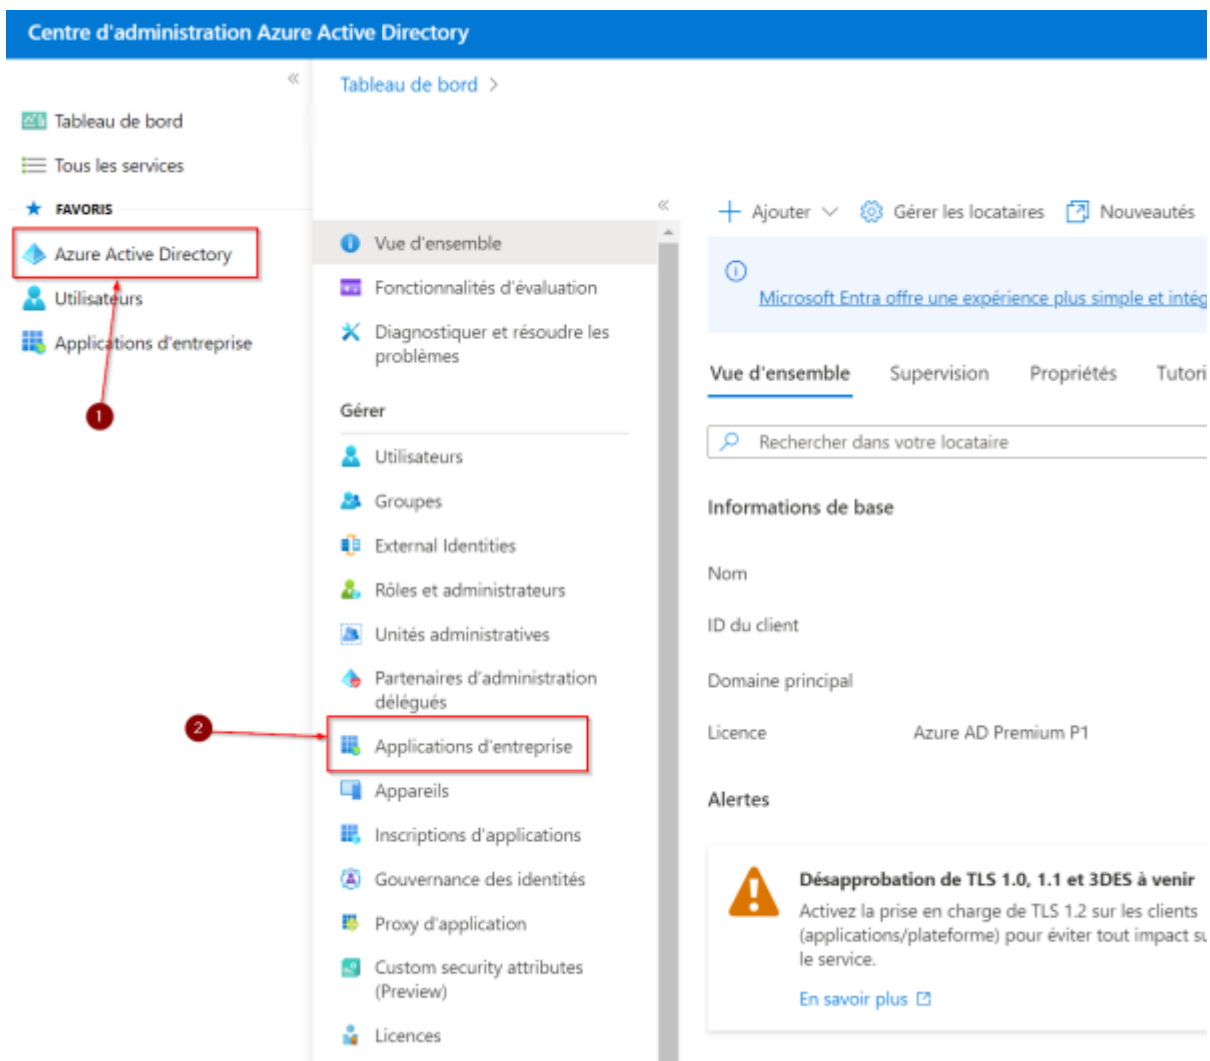 Centre d'administration Azure Active Directory
Tableau de bord >
Tableau de bord
Tous les services
FAVORIS
Azure Active Directory
Utilisateurs
Applications d'entreprise
1
2
Vue d'ensemble
Fonctionnalités d'évaluation
Diagnostiquer et résoudre les
problèmes
Gérer
Utilisateurs
Groupes
External Identities
Rôles et administrateurs
Unités administratives
Partenaires d'administration
délégués
Applications d'entreprise
Appareils
Inscriptions d'applications
Gouvernance des identités
Proxy d'application
Custom security attributes
(Preview)
Licences
Ajouter Gérer les locataires Nouveautés
Microsoft Entra offre une expérience plus simple et intég
Vue d'ensemble Supervision Propriétés Tutori
Rechercher dans votre locataire
Informations de base
Nom
ID du client
Domaine principal
Licence Azure AD Premium P1
Alertes
Désapprobation de TLS 1.0, 1.1 et 3DES à venir
Activez la prise en charge de TLS 1.2 sur les clients
(applications/plateforme) pour éviter tout impact su
le service.
En savoir plus